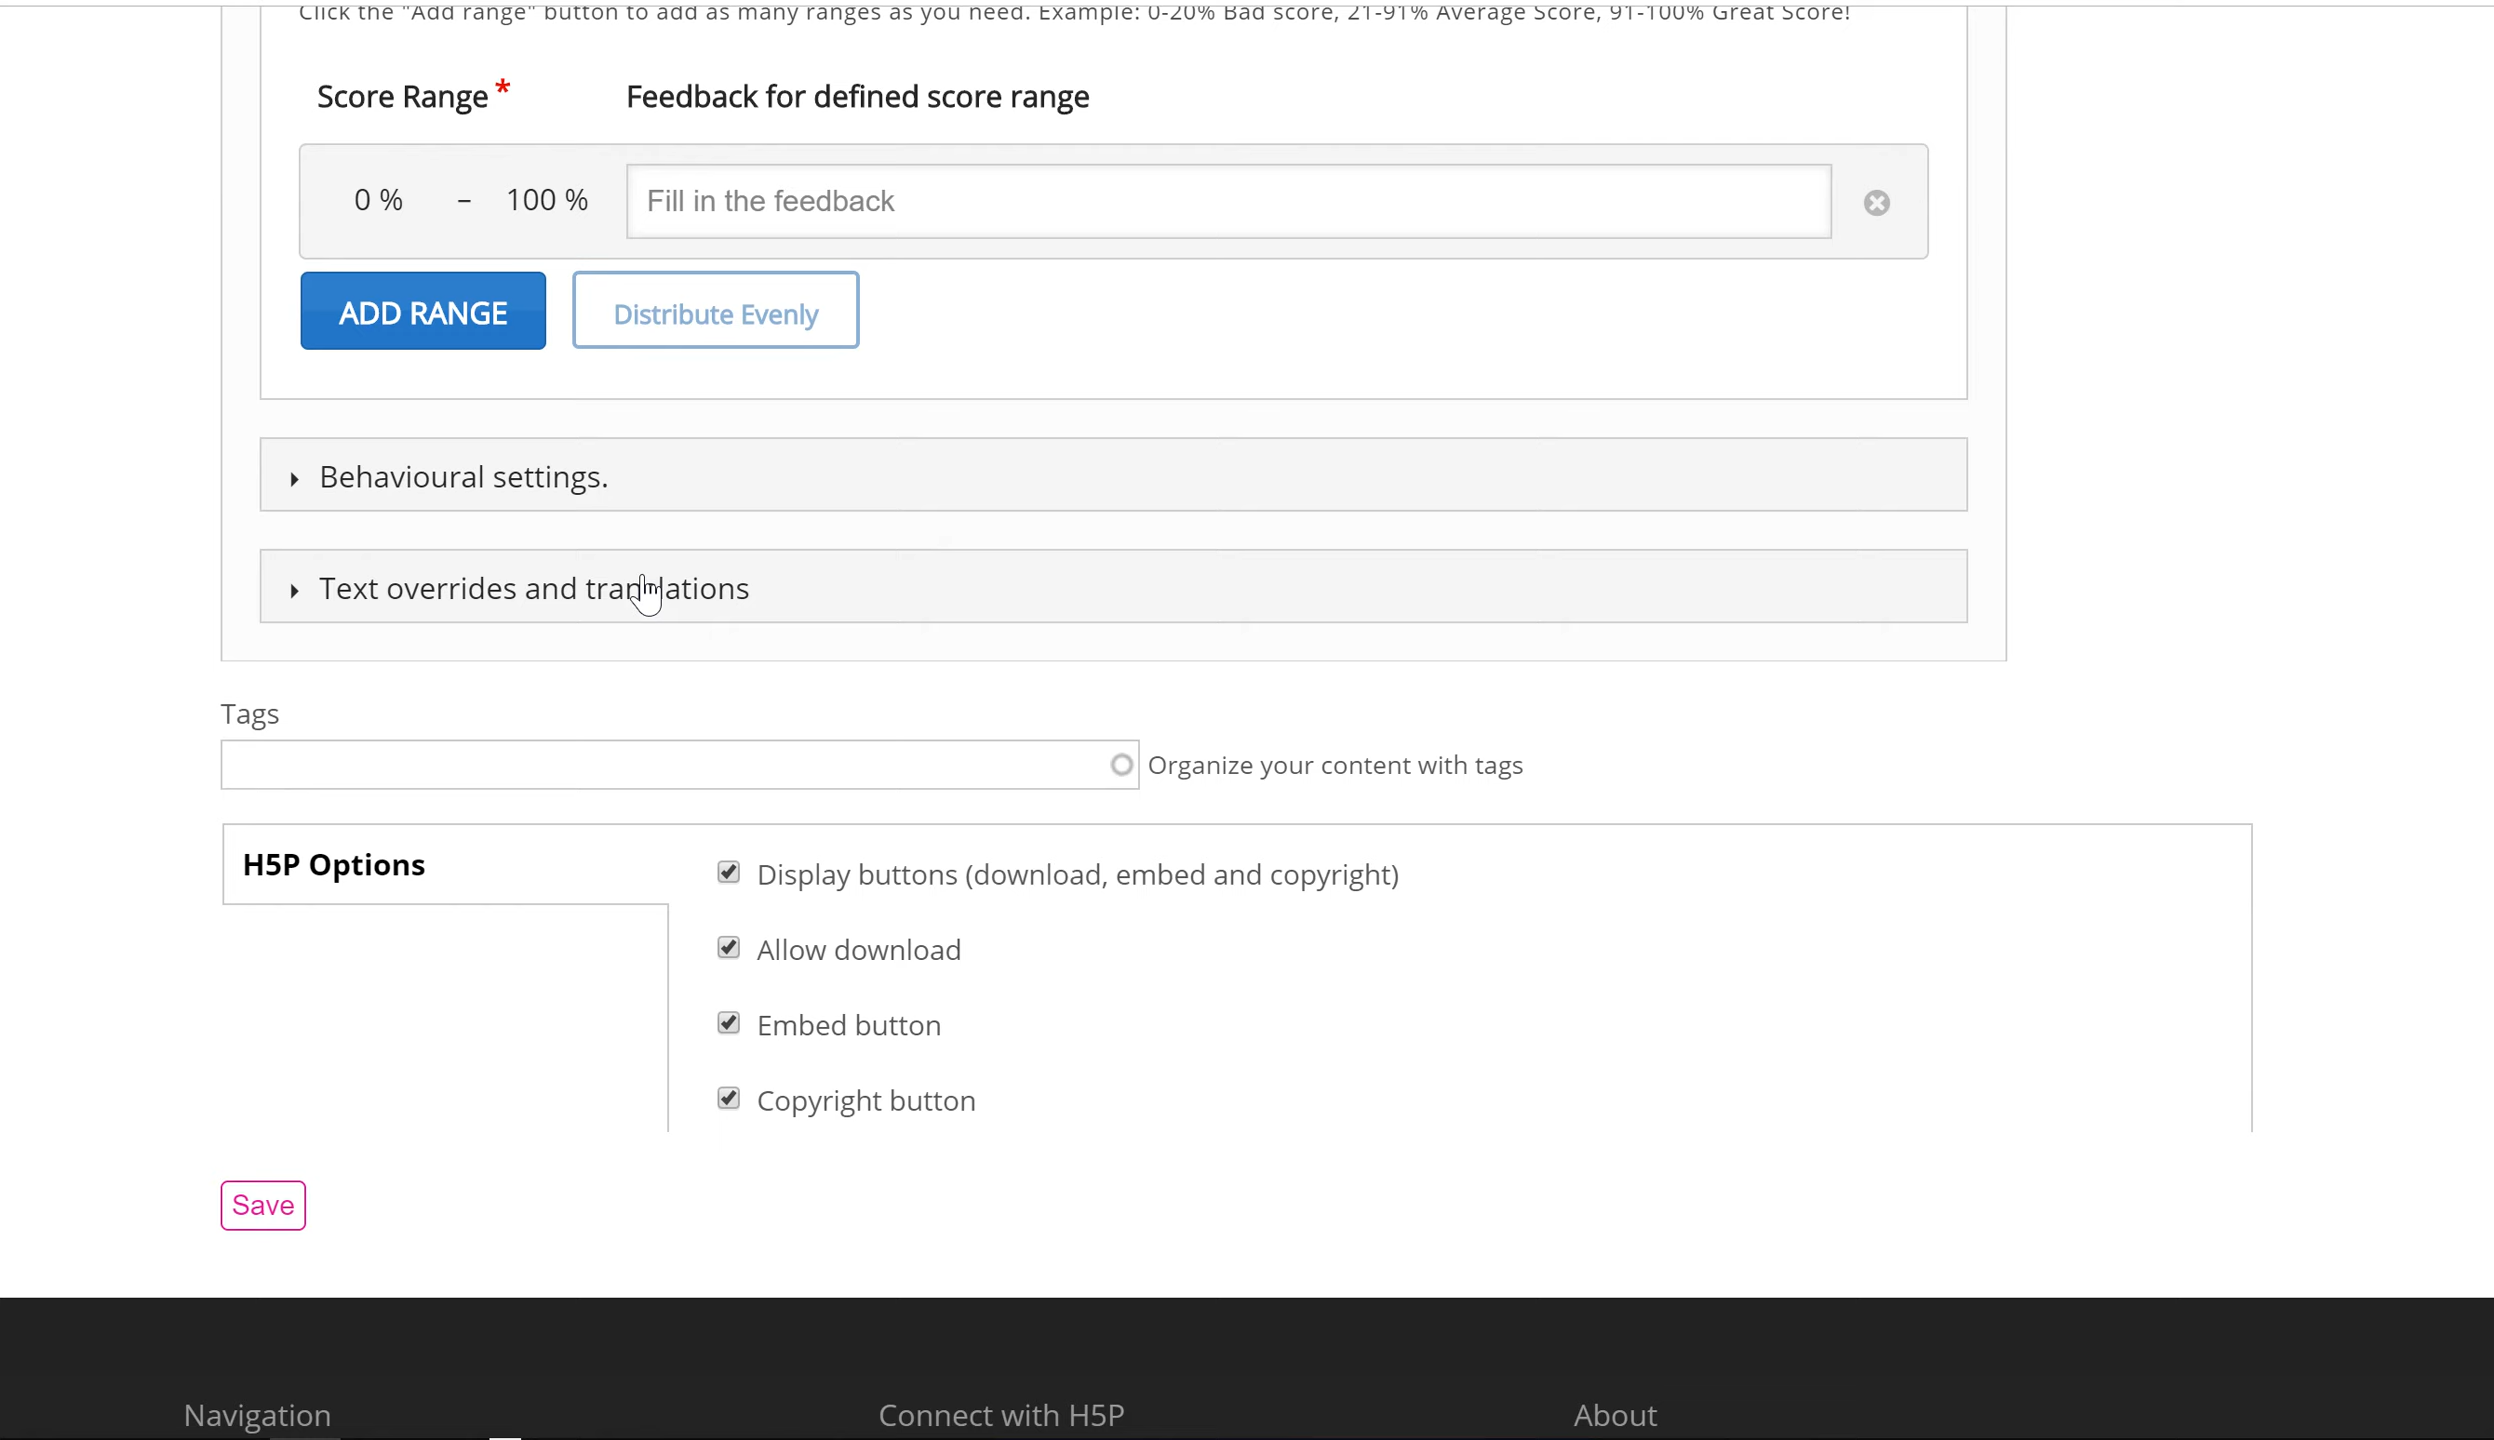 Click the "Add range" button to add as many ranges as you need. Example: 0-20% Bad score, 21-91% Average Score, 91-100% Great Score!
Score Range * Feedback for defined score range
0 % – 100 % Fill in the feedback
ADD RANGE Distribute Evenly
Behavioural settings.
Text overrides and translations
Tags
Organize your content with tags
H5P Options
Display buttons (download, embed and copyright)
Allow download
Embed button
Copyright button
Save
Navigation Connect with H5P About